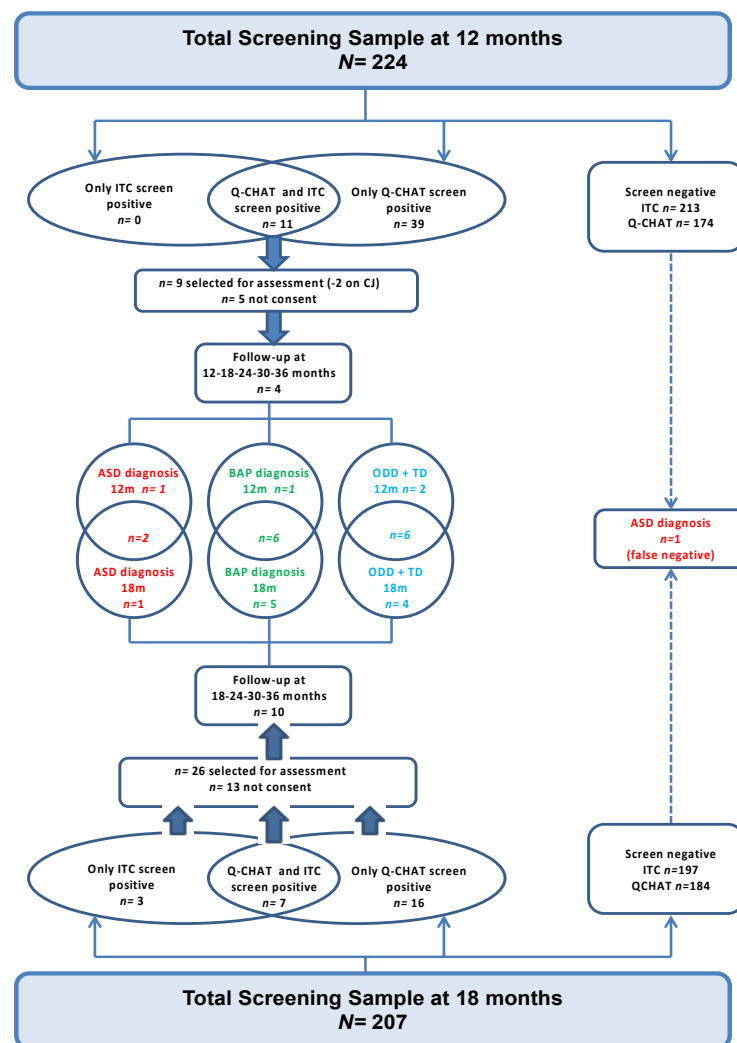 Total Screening Sample at 12 months
N= 224
Only ITC screen
positive
n= 0
Q-CHAT and ITC
screen positive
n= 11
Only Q-CHAT screen
positive
n= 39
Screen negative
ITC n= 213
Q-CHAT n= 174
n= 9 selected for assessment (-2 on CJ)
n= 5 not consent
Follow-up at
12-18-24-30-36 months
n= 4
ASD diagnosis
12m n= 1
BAP diagnosis
12m n=1
ODD + TD
12m n= 2
n=2
n=6
n=6
ASD diagnosis
18m
n=1
BAP diagnosis
18m
n= 5
ODD + TD
18m
n= 4
ASD diagnosis
n=1
(false negative)
Follow-up at
18-24-30-36 months
n= 10
n= 26 selected for assessment
n= 13 not consent
Only ITC screen
positive
n= 3
Q-CHAT and ITC
screen positive
n= 7
Only Q-CHAT screen
positive
n= 16
Screen negative
ITC n=197
QCHAT n=184
Total Screening Sample at 18 months
N= 207